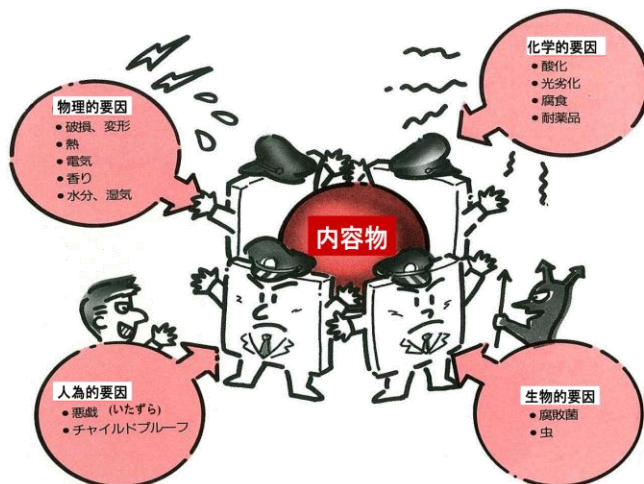 物理的要因
● 破損、変形
● 熱
● 電気
● 香り
● 水分、湿気
化学的要因
● 酸化
● 光劣化
● 腐食
● 耐薬品
内容物
人為的要因
● 悪戯 (いたずら)
● チャイルドプルーフ
生物的要因
● 腐敗菌
● 虫